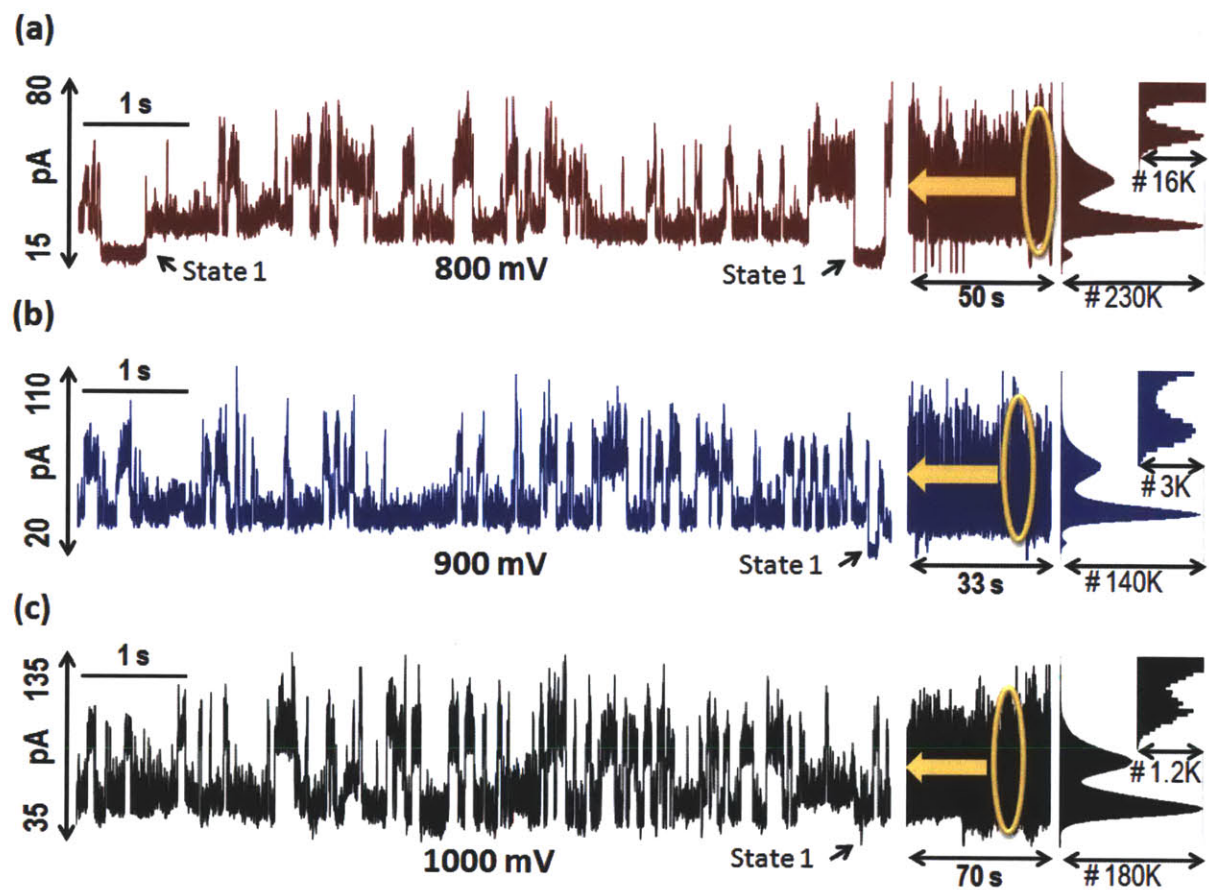 (a)
80
pA
15
1 s
State 1
800 mV
State 1
50 s
# 16K
# 230K
(b)
110
pA
20
1 s
900 mV
State 1
33 s
# 3K
# 140K
(c)
135
pA
35
1 s
1000 mV
State 1
70 s
# 1.2K
# 180K